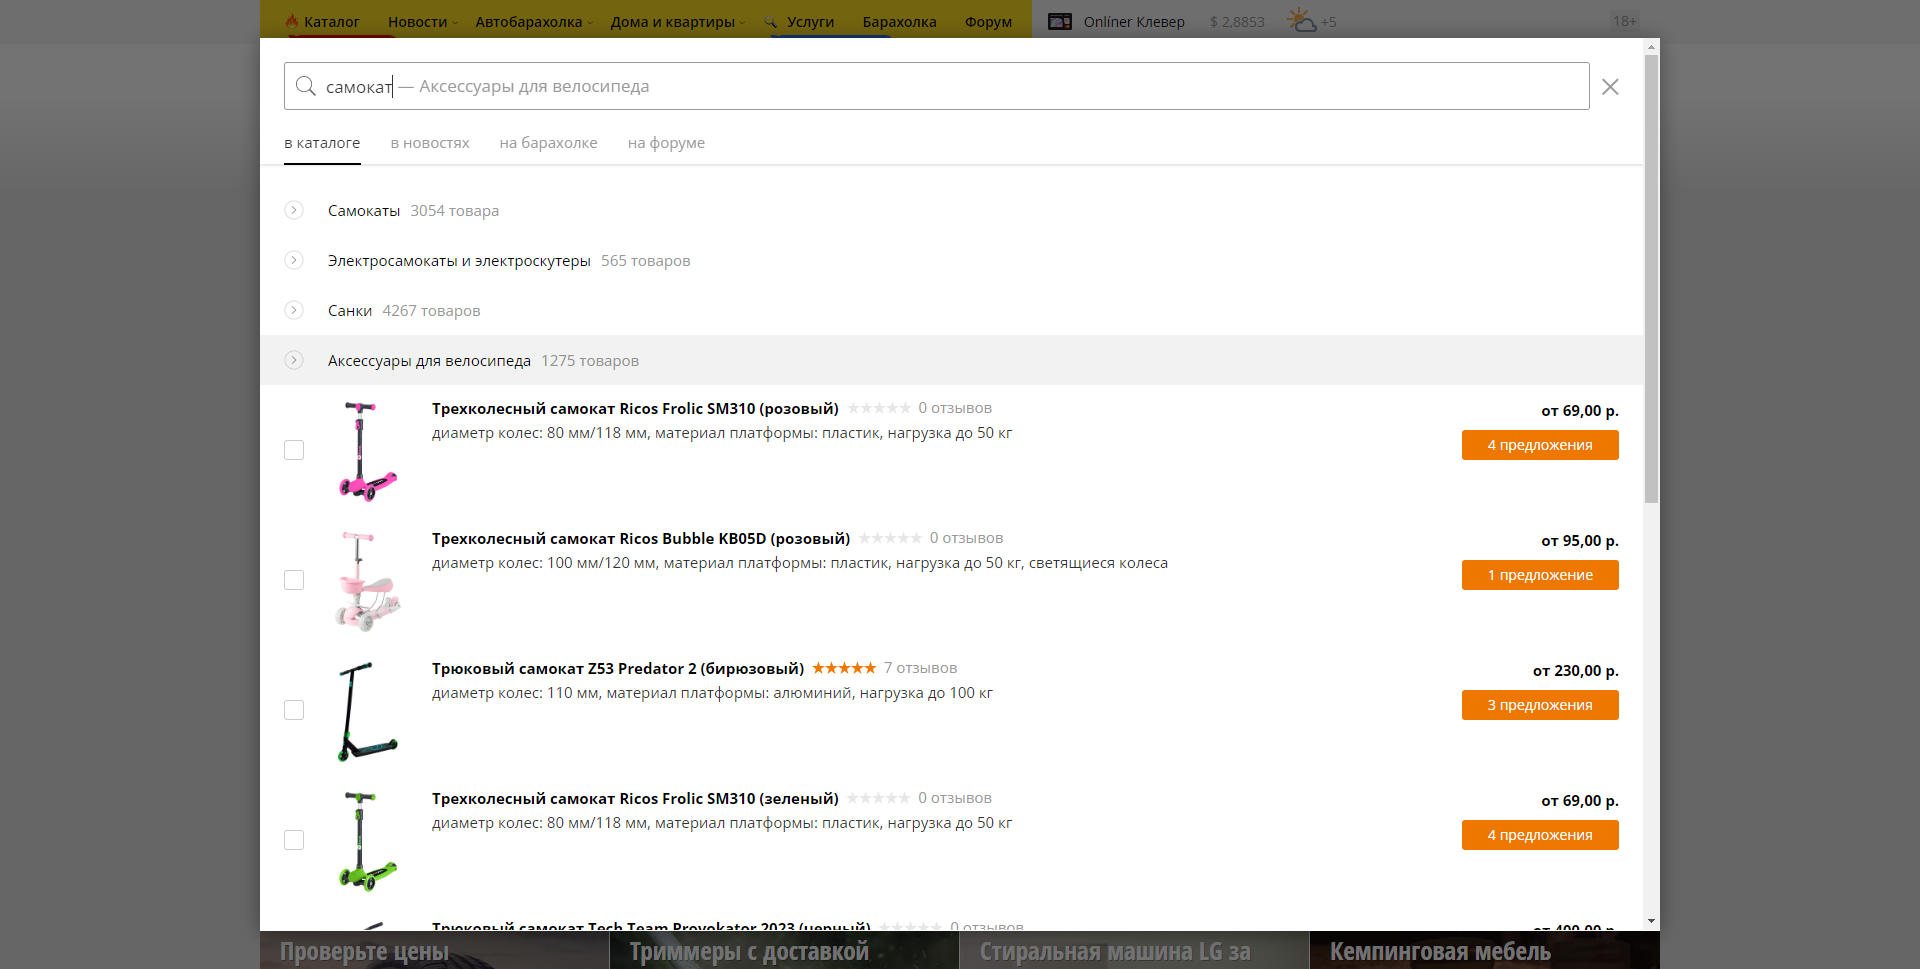 Каталог Новости Автобарахолка Дома и квартиры Услуги Барахолка Форум Onlíner Клевер $ 2,8853 +5 18+
самокат — Аксессуары для велосипеда
в каталоге в новостях на барахолке на форуме
Самокаты 3054 товара
Электросамокаты и электроскутеры 565 товаров
Санки 4267 товаров
Аксессуары для велосипеда 1275 товаров
Трехколесный самокат Ricos Frolic SM310 (розовый) 0 отзывов
диаметр колес: 80 мм/118 мм, материал платформы: пластик, нагрузка до 50 кг
от 69,00 р.
4 предложения
Трехколесный самокат Ricos Bubble KB05D (розовый) 0 отзывов
диаметр колес: 100 мм/120 мм, материал платформы: пластик, нагрузка до 50 кг, светящиеся колеса
от 95,00 р.
1 предложение
Трюковый самокат Z53 Predator 2 (бирюзовый) 7 отзывов
диаметр колес: 110 мм, материал платформы: алюминий, нагрузка до 100 кг
от 230,00 р.
3 предложения
Трехколесный самокат Ricos Frolic SM310 (зеленый) 0 отзывов
диаметр колес: 80 мм/118 мм, материал платформы: пластик, нагрузка до 50 кг
от 69,00 р.
4 предложения
Трюковый самокат Tech Team Provokator 2023 (черный) 0 отзывов
от 400,00 р.
Проверьте цены Триммеры с доставкой Стиральная машина LG за Кемпинговая мебель